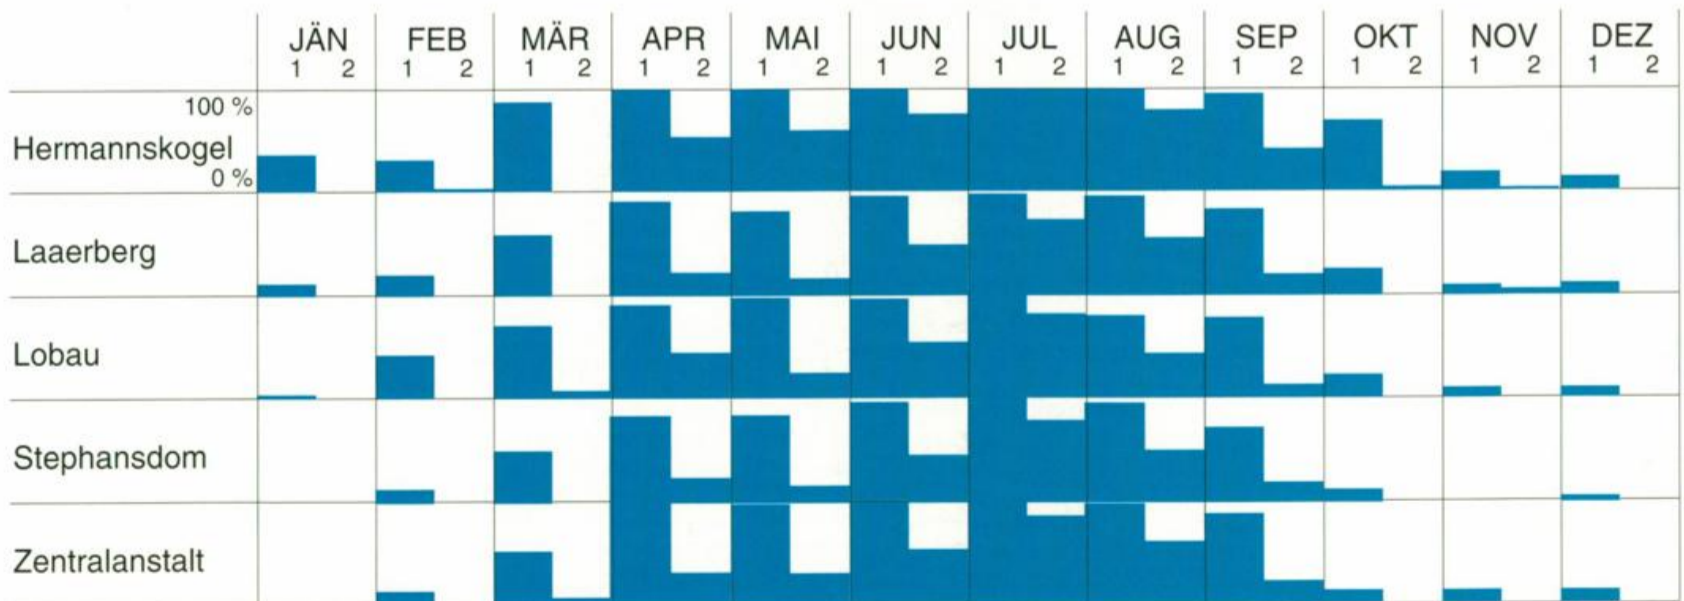 JÄN FEB MÄR APR MAI JUN JUL AUG SEP OKT NOV DEZ
1 2 1 2 1 2 1 2 1 2 1 2 1 2 1 2 1 2 1 2 1 2 1 2
100 %
Hermannskogel
0 %
Laaerberg
Lobau
Stephansdom
Zentralanstalt